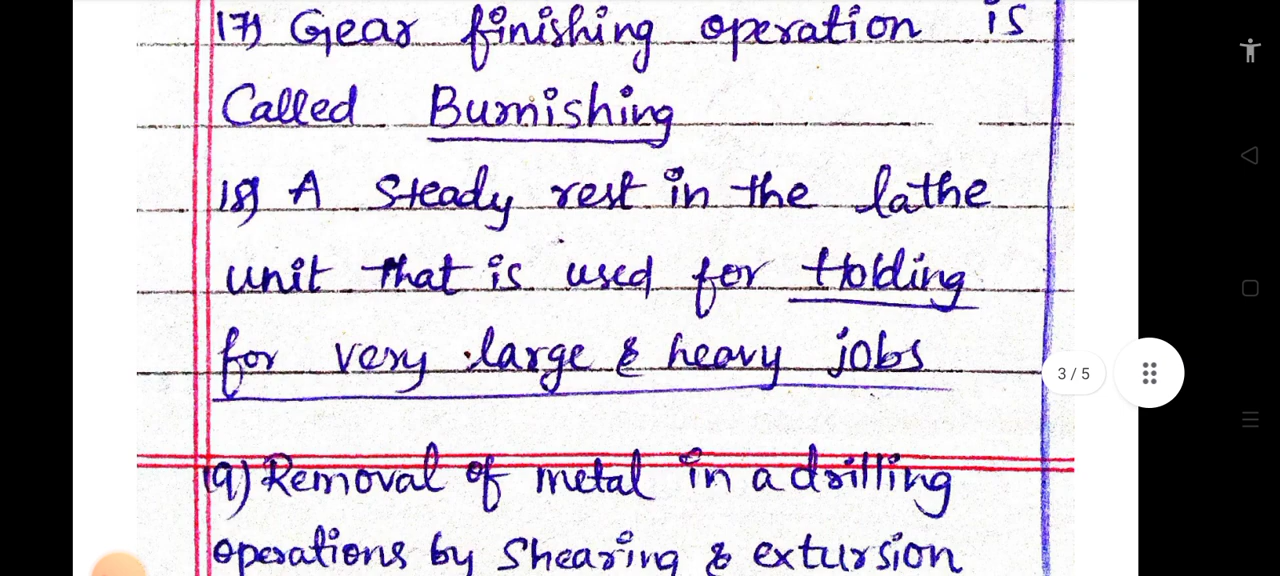 17) Gear finishing operation is
Called Burnishing
18) A Steady rest in the lathe
unit that is used for Holding
for very large & heavy jobs
3 / 5
19) Removal of metal in a drilling
operations by Shearing & extursion